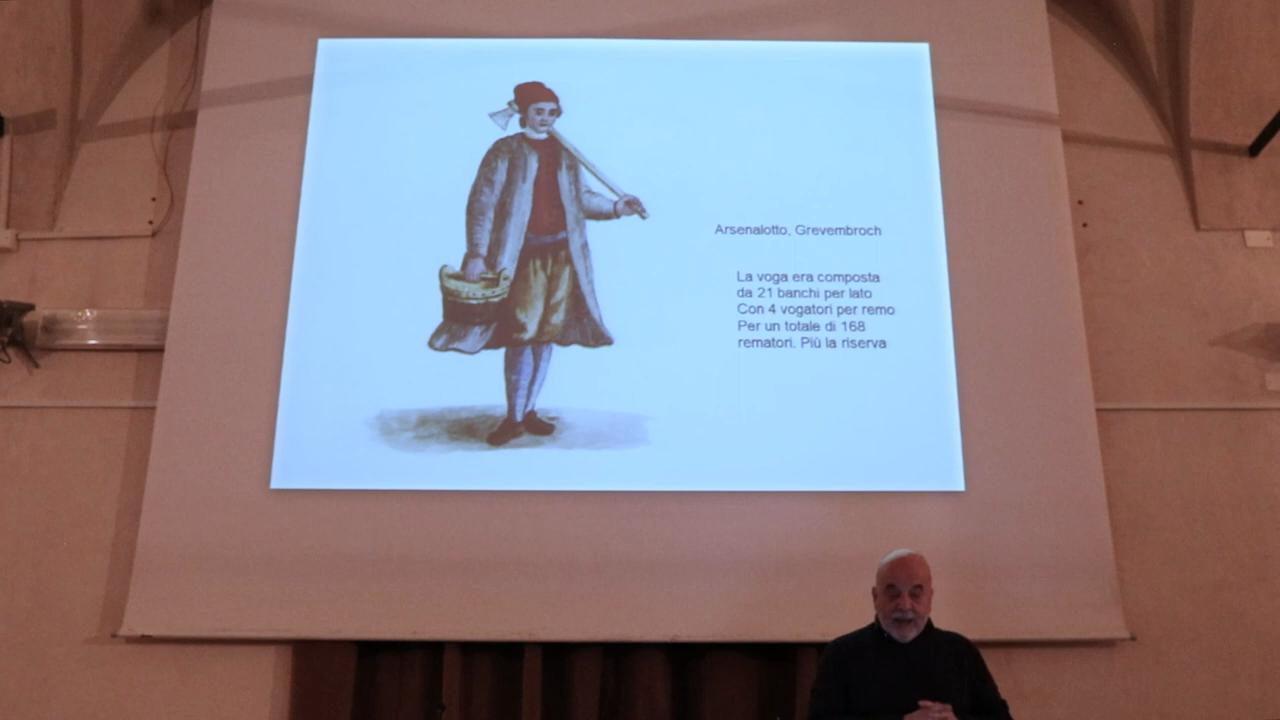 Arsenalotto, Grevembroch
La voga era composta
da 21 banchi per lato
Con 4 vogatori per remo
Per un totale di 168
rematori. Più la riserva